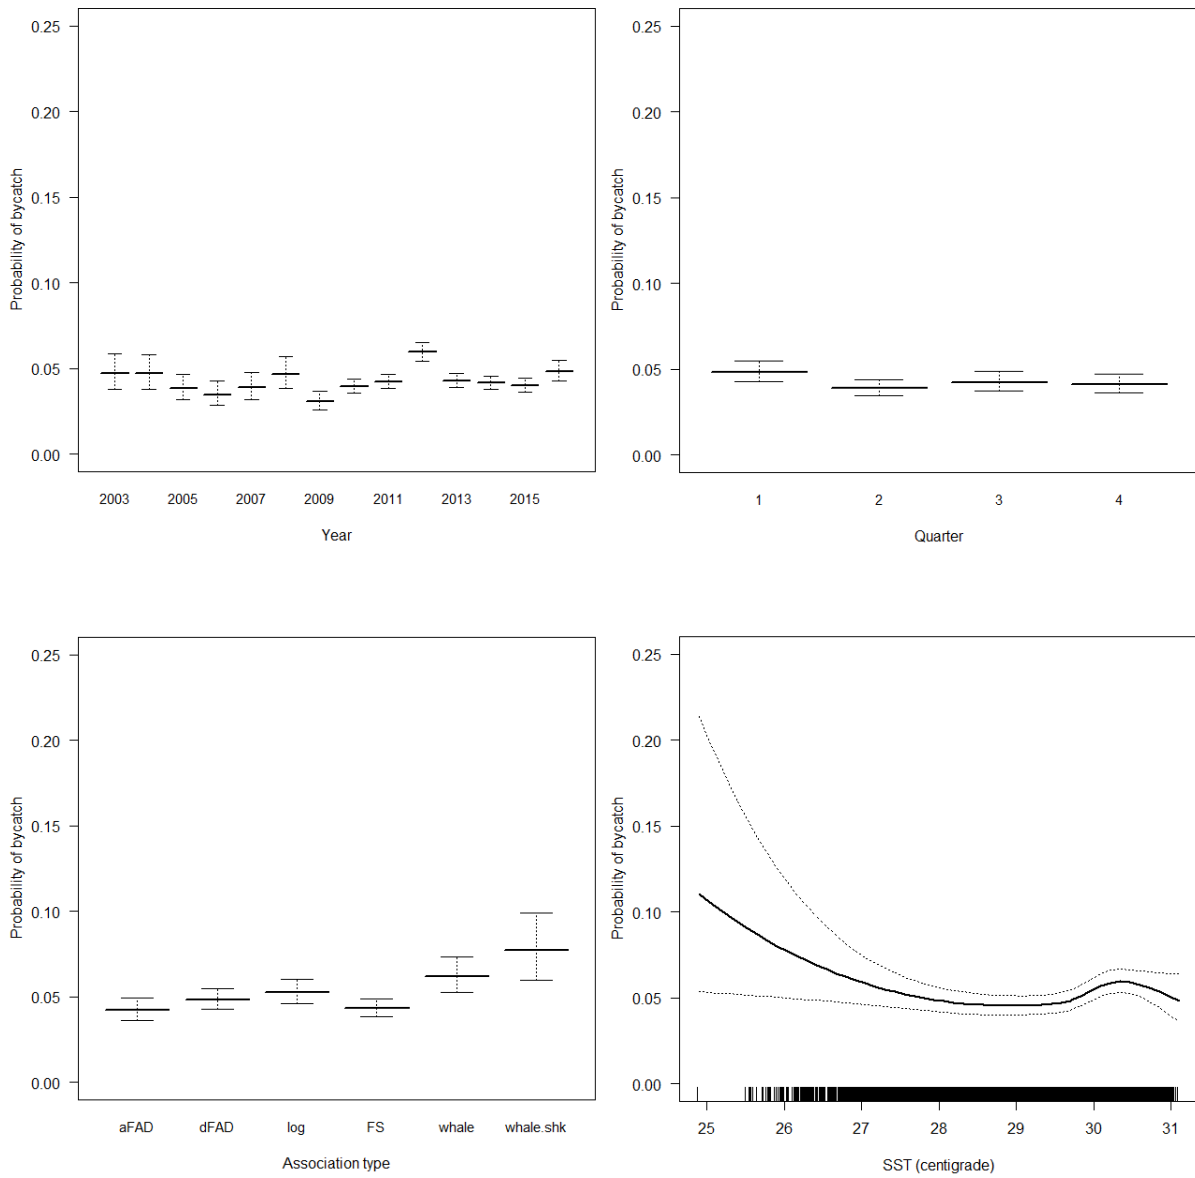 Probability of bycatch
0.25
0.20
0.15
0.10
0.05
0.00
2003 2005 2007 2009 2011 2013 2015
Year
Probability of bycatch
0.25
0.20
0.15
0.10
0.05
0.00
1 2 3 4
Quarter
Probability of bycatch
0.25
0.20
0.15
0.10
0.05
0.00
aFAD dFAD log FS whale whale.shk
Association type
Probability of bycatch
0.25
0.20
0.15
0.10
0.05
0.00
25 26 27 28 29 30 31
SST (centigrade)